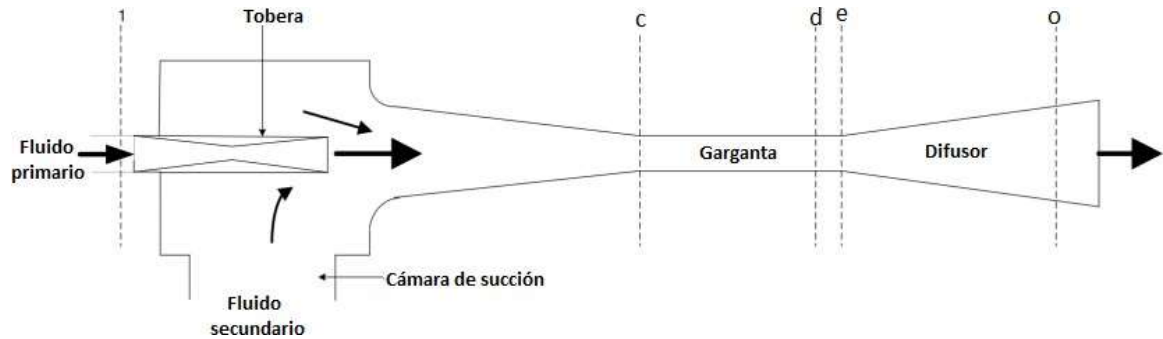 1
Tobera
c
d
e
o
Fluido
primario
Garganta
Difusor
Cámara de succión
Fluido
secundario